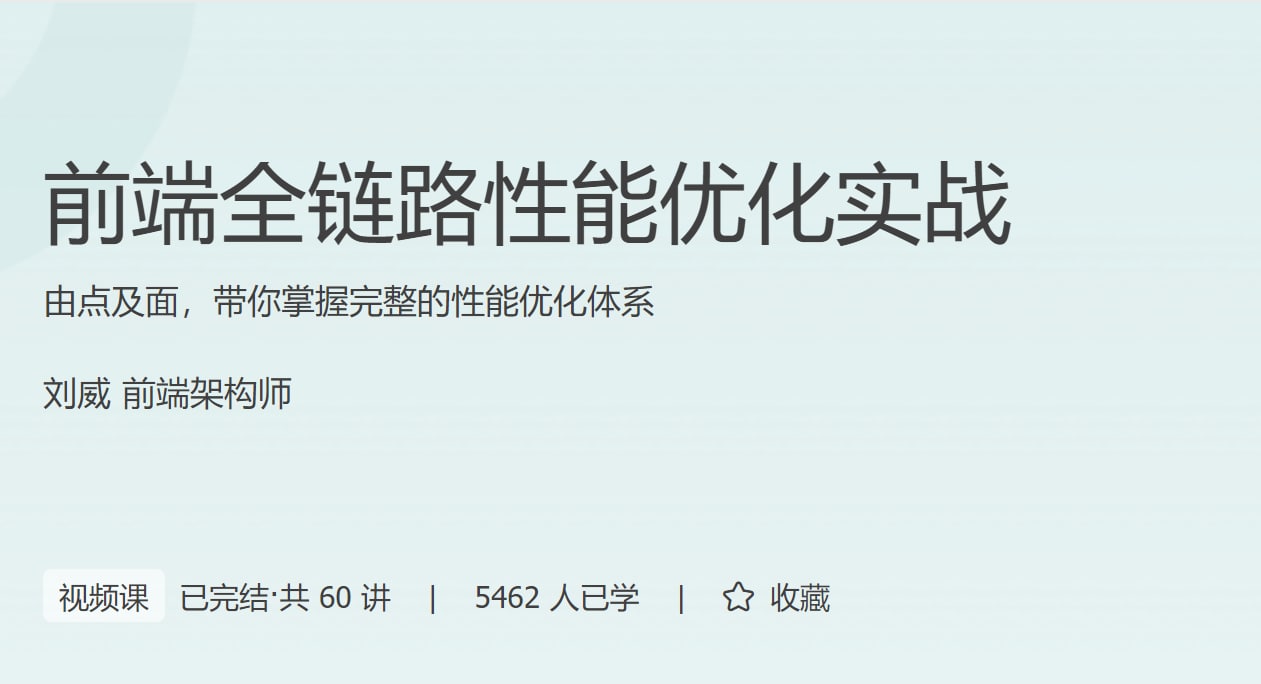 前端全链路性能优化实战
由点及面，带你掌握完整的性能优化体系
刘威 前端架构师
视频课 已完结·共 60 讲 | 5462 人已学 | 收藏